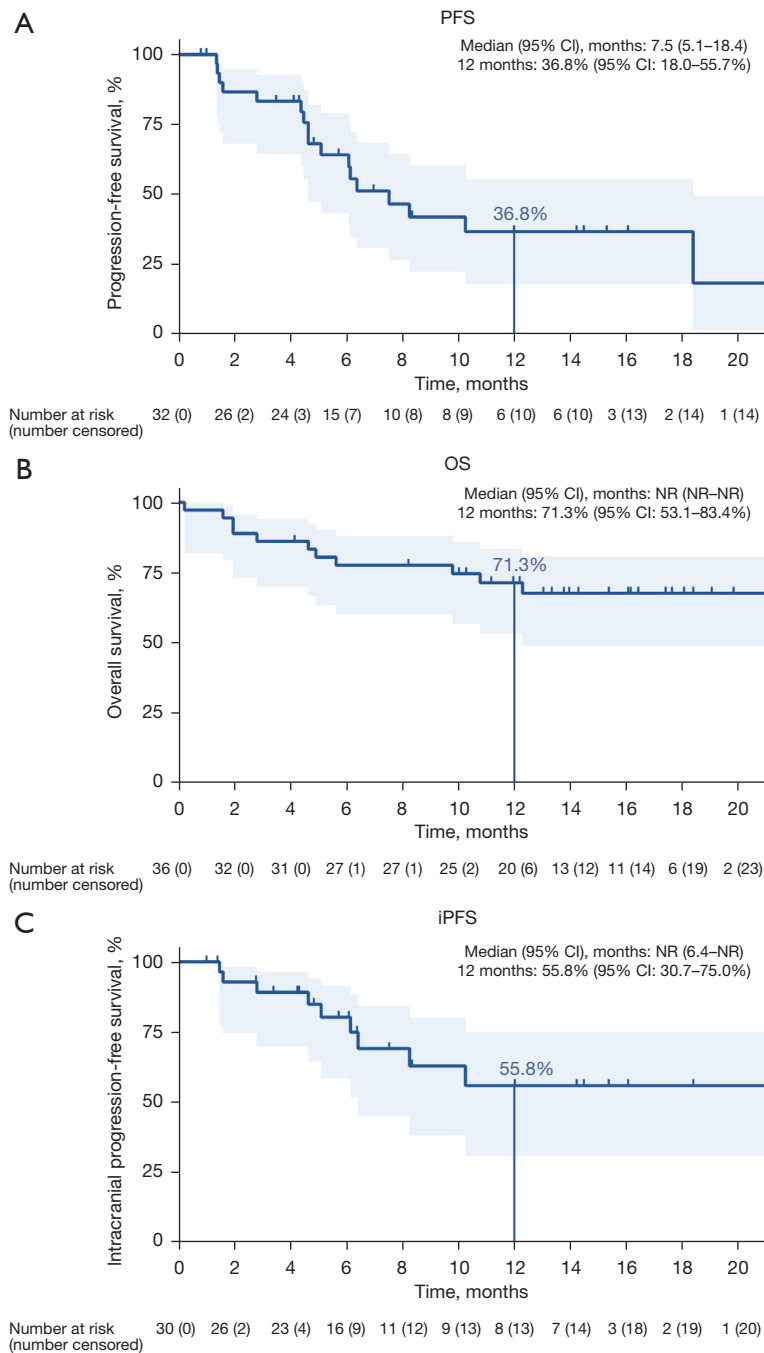 A
PFS
Median (95% CI), months: 7.5 (5.1–18.4)
12 months: 36.8% (95% CI: 18.0–55.7%)
Progression-free survival, %
100
75
50
25
0
36.8%
0 2 4 6 8 10 12 14 16 18 20
Time, months
Number at risk 32 (0) 26 (2) 24 (3) 15 (7) 10 (8) 8 (9) 6 (10) 6 (10) 3 (13) 2 (14) 1 (14)
(number censored)
B
OS
Median (95% CI), months: NR (NR–NR)
12 months: 71.3% (95% CI: 53.1–83.4%)
Overall survival, %
100
75
50
25
0
71.3%
0 2 4 6 8 10 12 14 16 18 20
Time, months
Number at risk 36 (0) 32 (0) 31 (0) 27 (1) 27 (1) 25 (2) 20 (6) 13 (12) 11 (14) 6 (19) 2 (23)
(number censored)
C
iPFS
Median (95% CI), months: NR (6.4–NR)
12 months: 55.8% (95% CI: 30.7–75.0%)
Intracranial progression-free survival, %
100
75
50
25
0
55.8%
0 2 4 6 8 10 12 14 16 18 20
Time, months
Number at risk 30 (0) 26 (2) 23 (4) 16 (9) 11 (12) 9 (13) 8 (13) 7 (14) 3 (18) 2 (19) 1 (20)
(number censored)